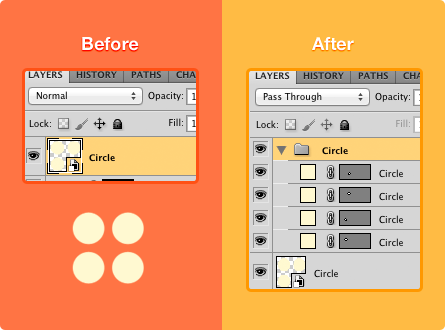 Before
LAYERS HISTORY PATHS CHA
Normal Opacity: 1
Lock: Fill: 1
Circle
After
LAYERS HISTORY PATHS CHA
Pass Through Opacity:
Lock: Fill:
Circle
Circle
Circle
Circle
Circle
Circle